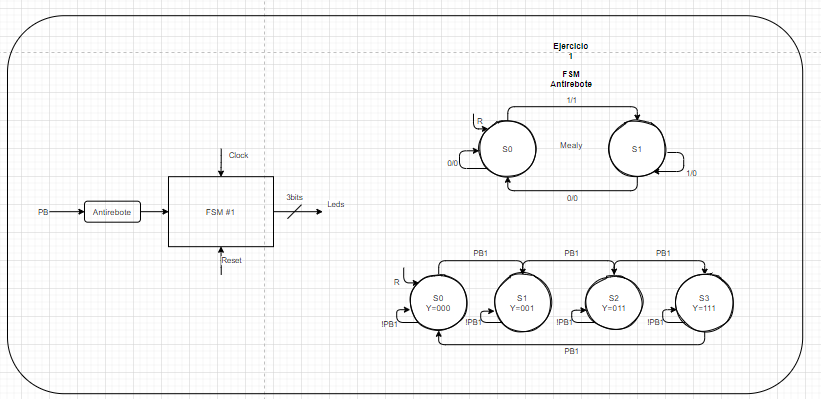 Ejercicio
1
FSM
Antirebote
1/1
R
S0
Mealy
S1
0/0
1/0
0/0
Clock
3bits
PB
Antirebote
FSM #1
Leds
Reset
PB1
PB1
PB1
R
S0
Y=000
S1
Y=001
S2
Y=011
S3
Y=111
!PB1
!PB1
!PB1
!PB1
PB1